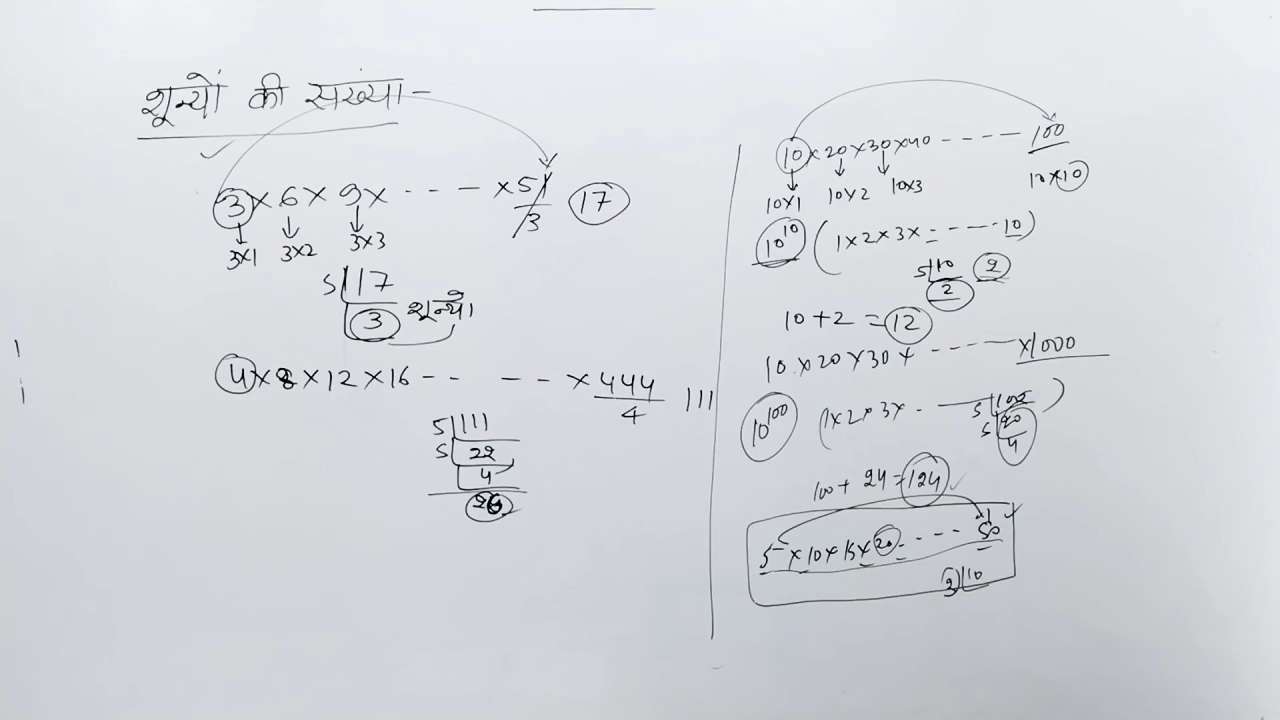 शून्यों की सख्या -
3 × 6 × 9 × - - - - × 51 17
3
3×1 3×2 3×3
5 17
3 शून्ये
4 × 8 × 12 × 16 - - - - - × 444 111
4
5 111
5 22
4
26
10 × 20 × 30 × 40 - - - - - 100
10×1 10×2 10×3 10×10
10¹⁰ ( 1 × 2 × 3 × - - - - - 10 )
5 10 2
2
10 + 2 = 12
10 × 20 × 30 × - - - - - ×1000
10¹⁰⁰ ( 1 × 2 × 3 × - - 5 100 )
5 20
4
100 + 24 = 124
5 × 10 × 15 × 20 - - - - - 50
2 10